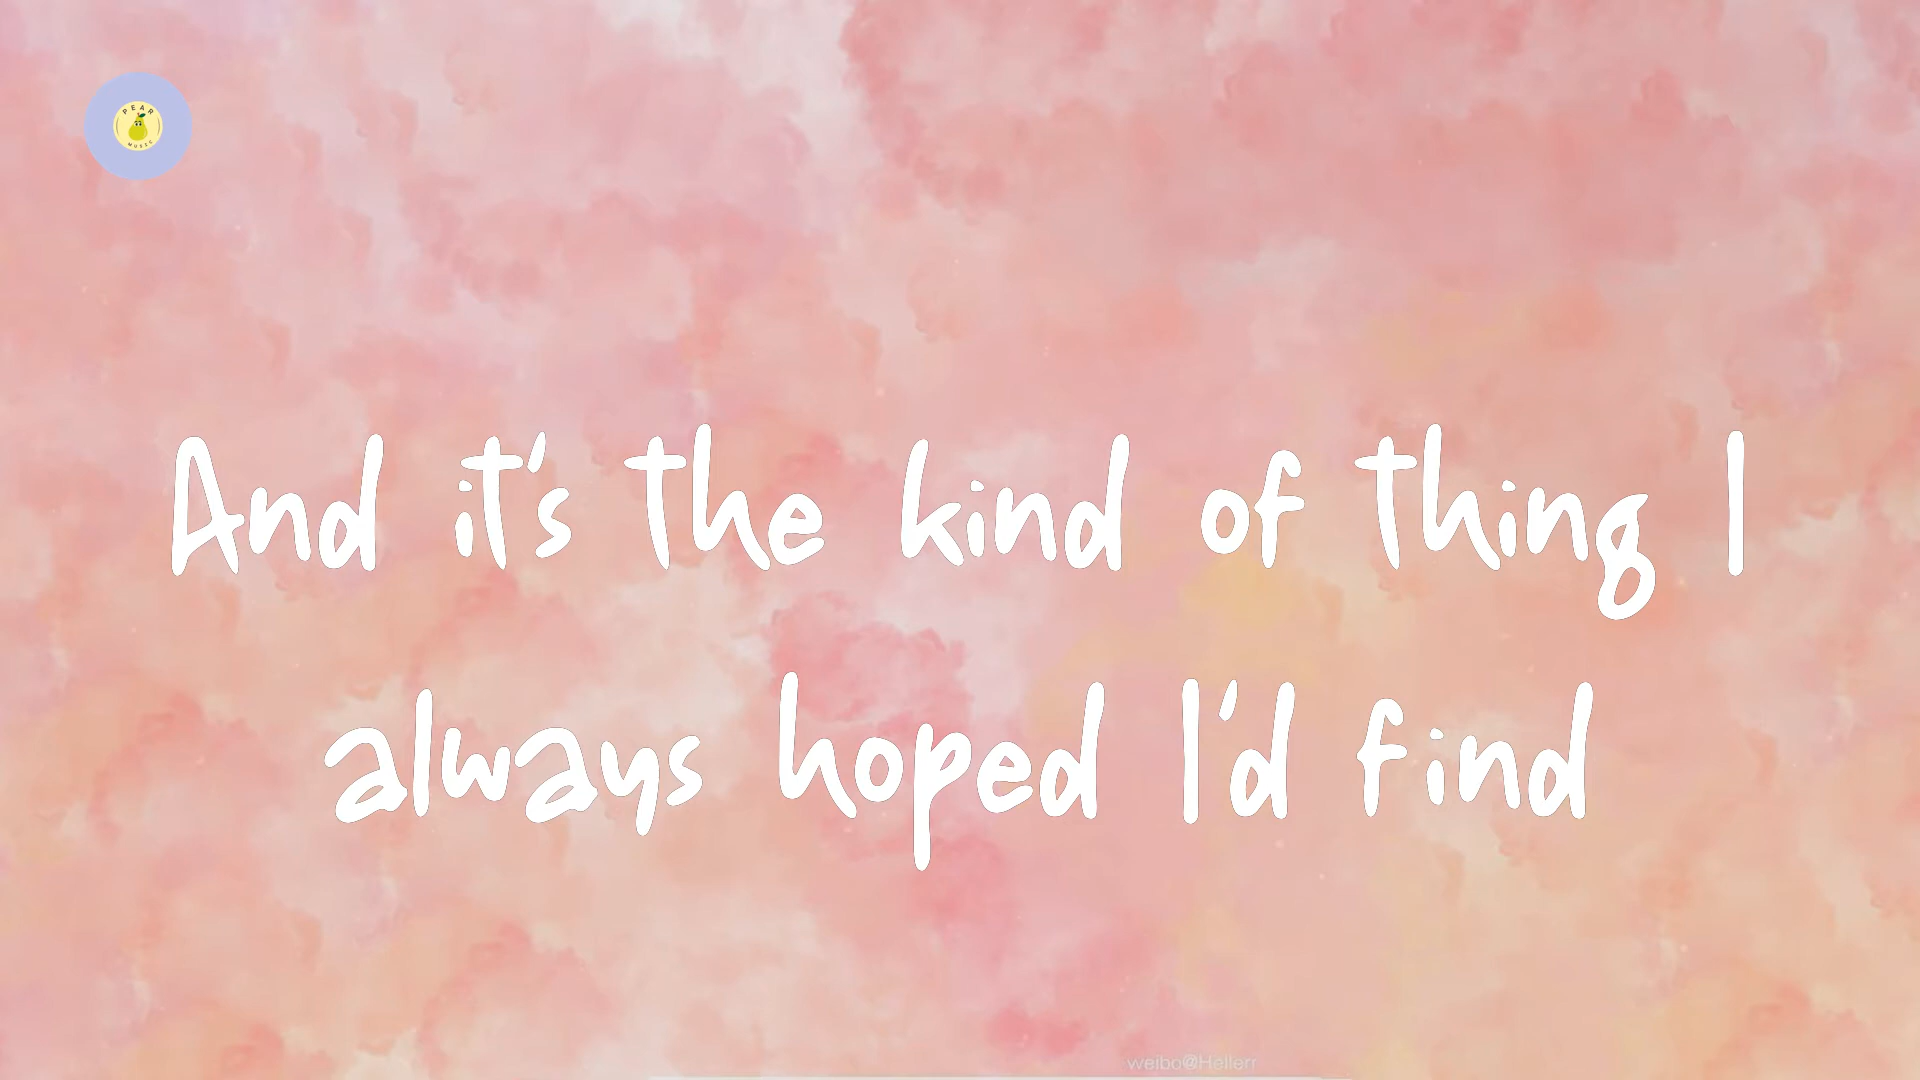 PEAR
MUSIC
And it's the kind of thing I
always hoped I'd find
weibo@Hellerr